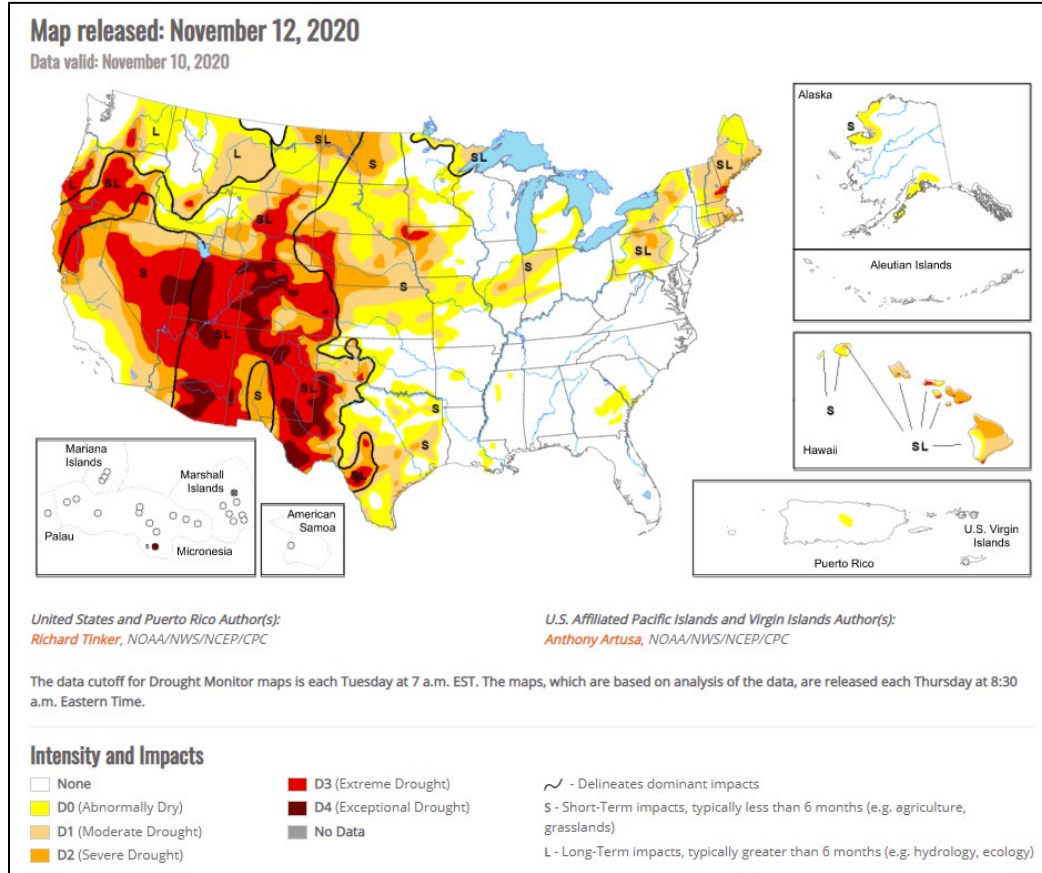 Map released: November 12, 2020
Data valid: November 10, 2020
Alaska
S
Aleutian Islands
L
SL
S
L
SL
L
SL
S
SL
SL
SL
S
S
S
SL
S
SL
S
S
SL
S
SL
Hawaii
Mariana
Islands
Marshall
Islands
Palau
Micronesia
S
American
Samoa
U.S. Virgin
Islands
Puerto Rico
United States and Puerto Rico Author(s):
Richard Tinker, NOAA/NWS/NCEP/CPC
U.S. Affiliated Pacific Islands and Virgin Islands Author(s):
Anthony Artusa, NOAA/NWS/NCEP/CPC
The data cutoff for Drought Monitor maps is each Tuesday at 7 a.m. EST. The maps, which are based on analysis of the data, are released each Thursday at 8:30
a.m. Eastern Time.
Intensity and Impacts
None
D0 (Abnormally Dry)
D1 (Moderate Drought)
D2 (Severe Drought)
D3 (Extreme Drought)
D4 (Exceptional Drought)
No Data
- Delineates dominant impacts
S - Short-Term impacts, typically less than 6 months (e.g. agriculture,
grasslands)
L - Long-Term impacts, typically greater than 6 months (e.g. hydrology, ecology)